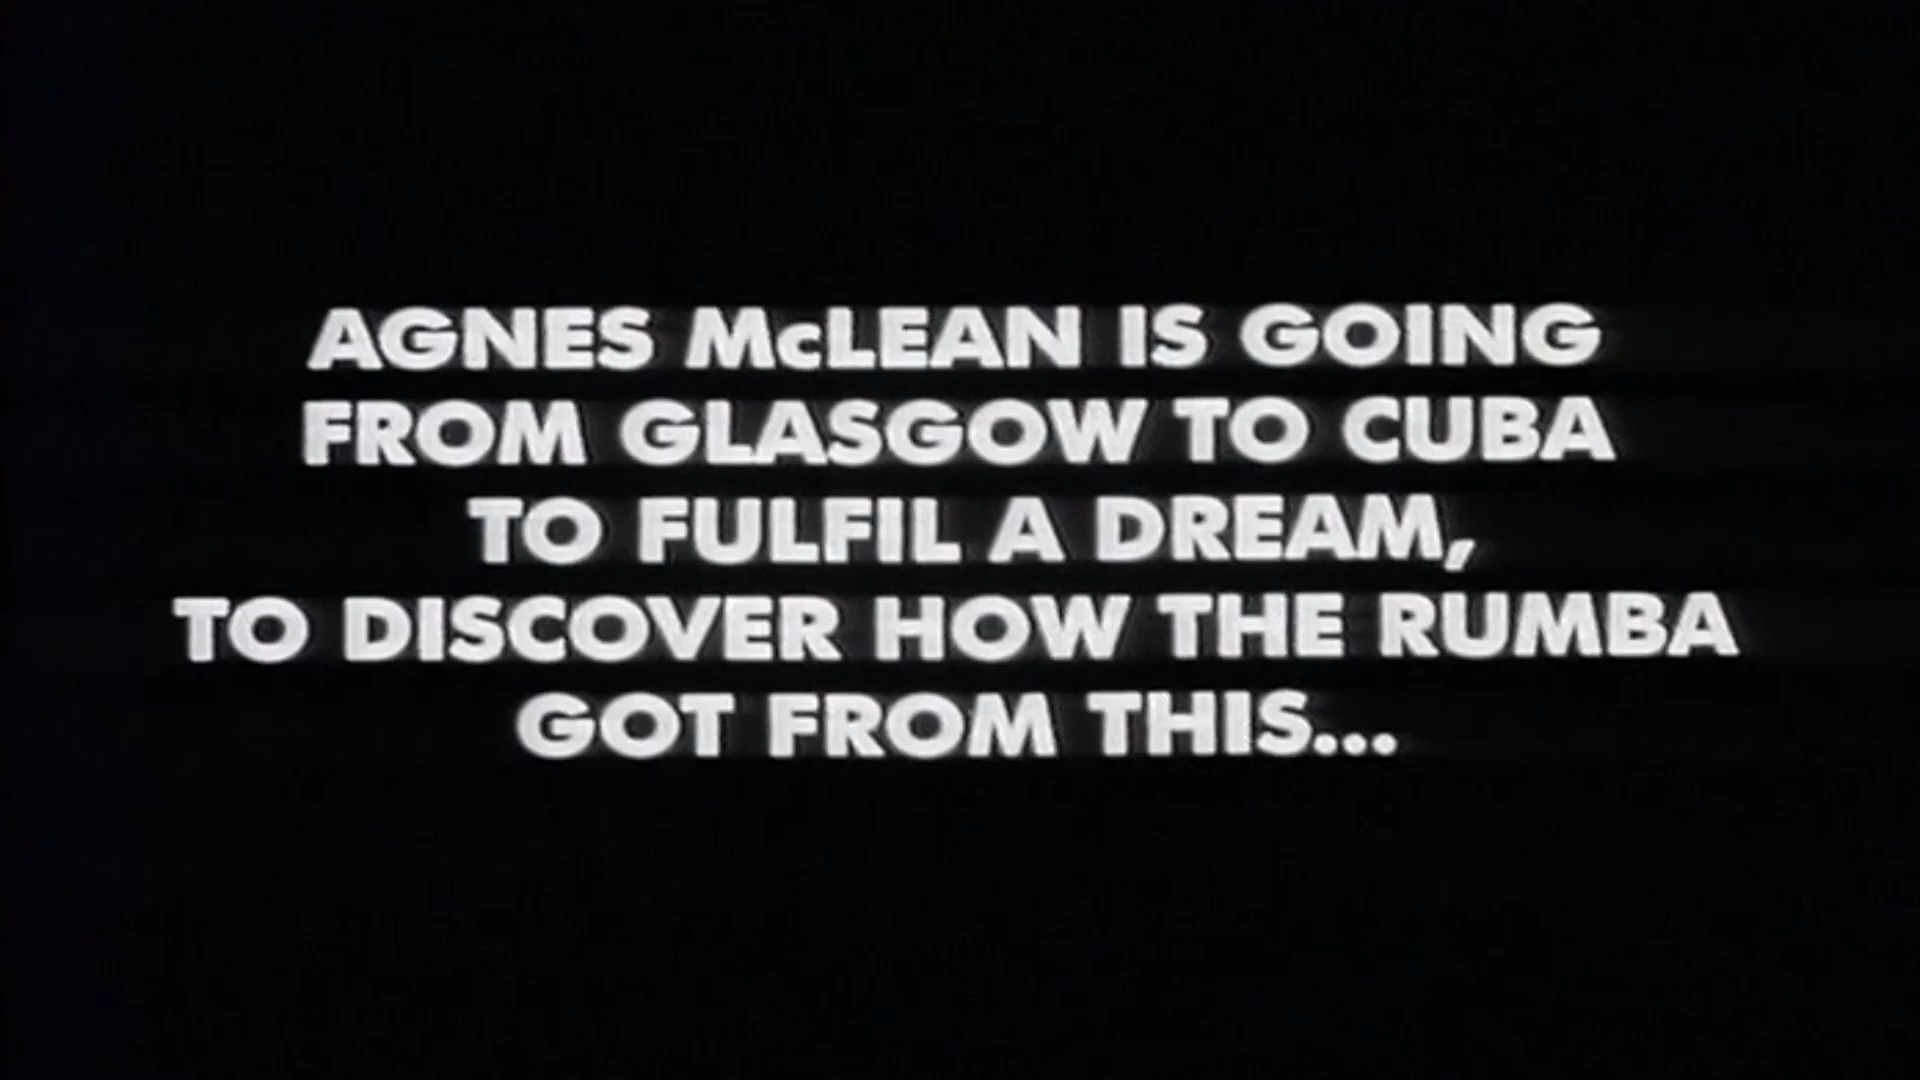 AGNES McLEAN IS GOING
FROM GLASGOW TO CUBA
TO FULFIL A DREAM,
TO DISCOVER HOW THE RUMBA
GOT FROM THIS...